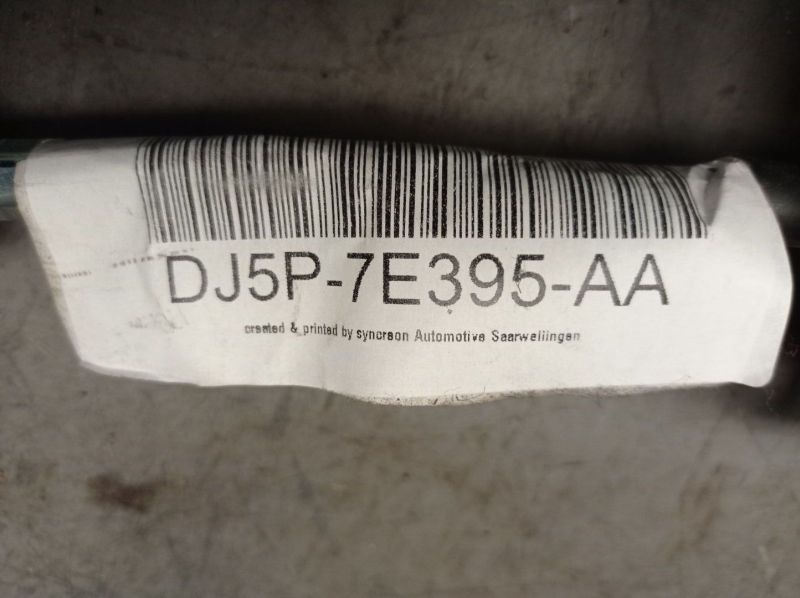 DJ5P-7E395-AA
created & printed by syncreon Automotive Saarwellingen